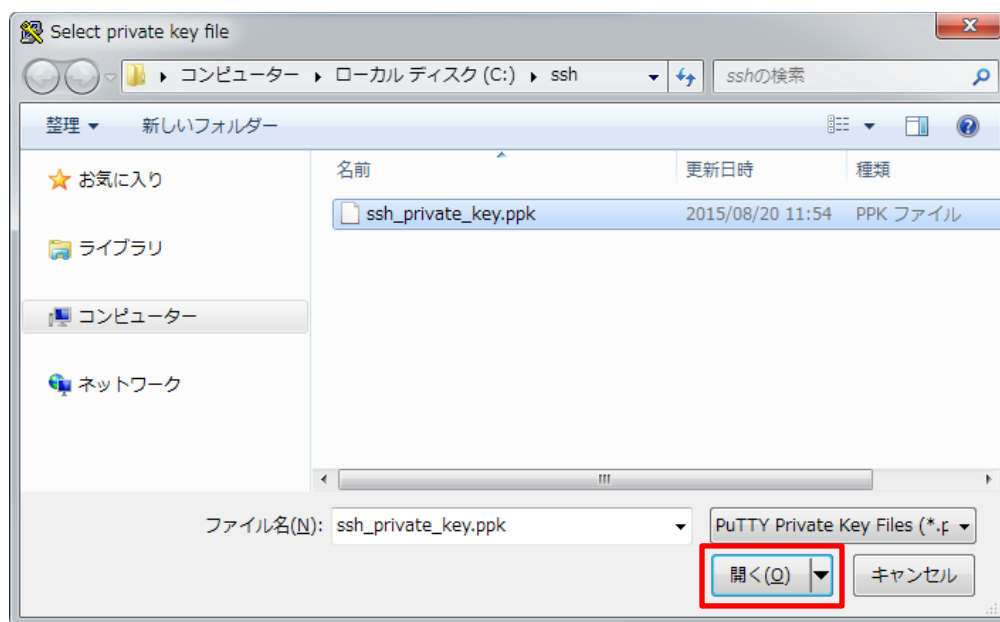 Select private key file
コンピューター ▸ ローカル ディスク (C:) ▸ ssh
sshの検索
整理 新しいフォルダー
名前 更新日時 種類
ssh_private_key.ppk 2015/08/20 11:54 PPK ファイル
お気に入り
ライブラリ
コンピューター
ネットワーク
ファイル名(N): ssh_private_key.ppk PuTTY Private Key Files (*.p
開く(O) キャンセル